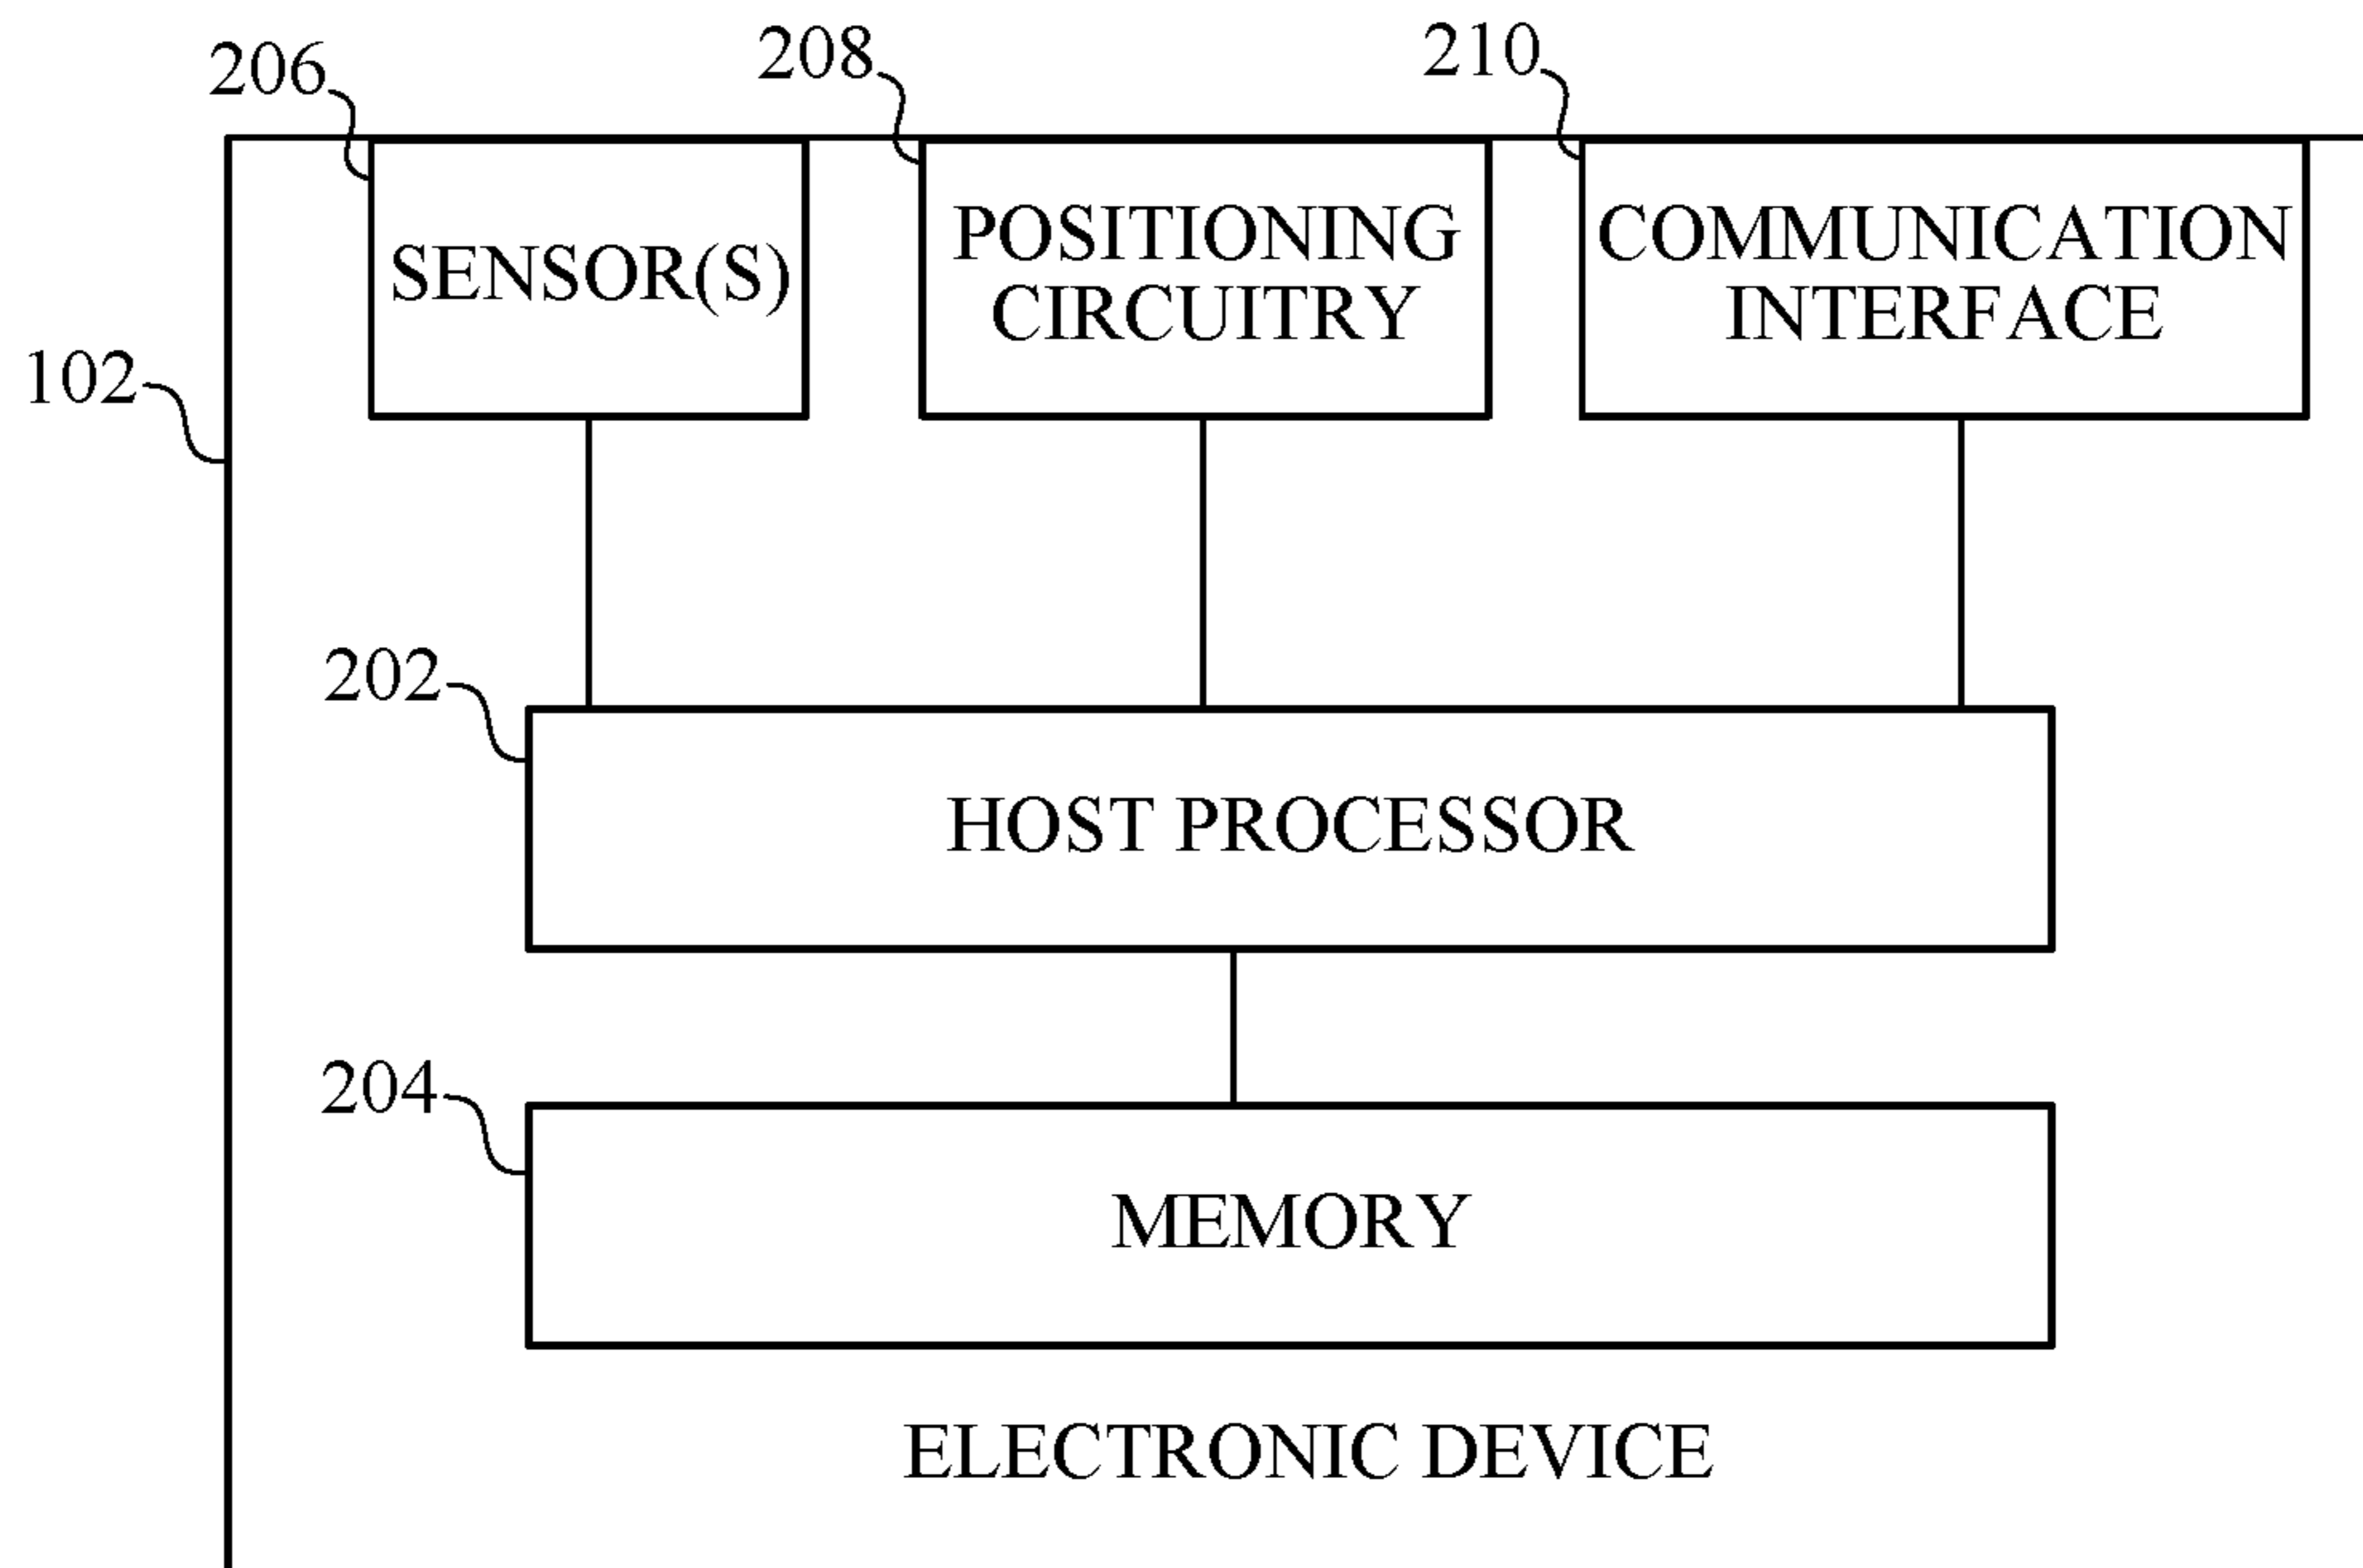 206
208
210
SENSOR(S)
POSITIONING
CIRCUITRY
COMMUNICATION
INTERFACE
102
202
HOST PROCESSOR
204
MEMORY
ELECTRONIC DEVICE